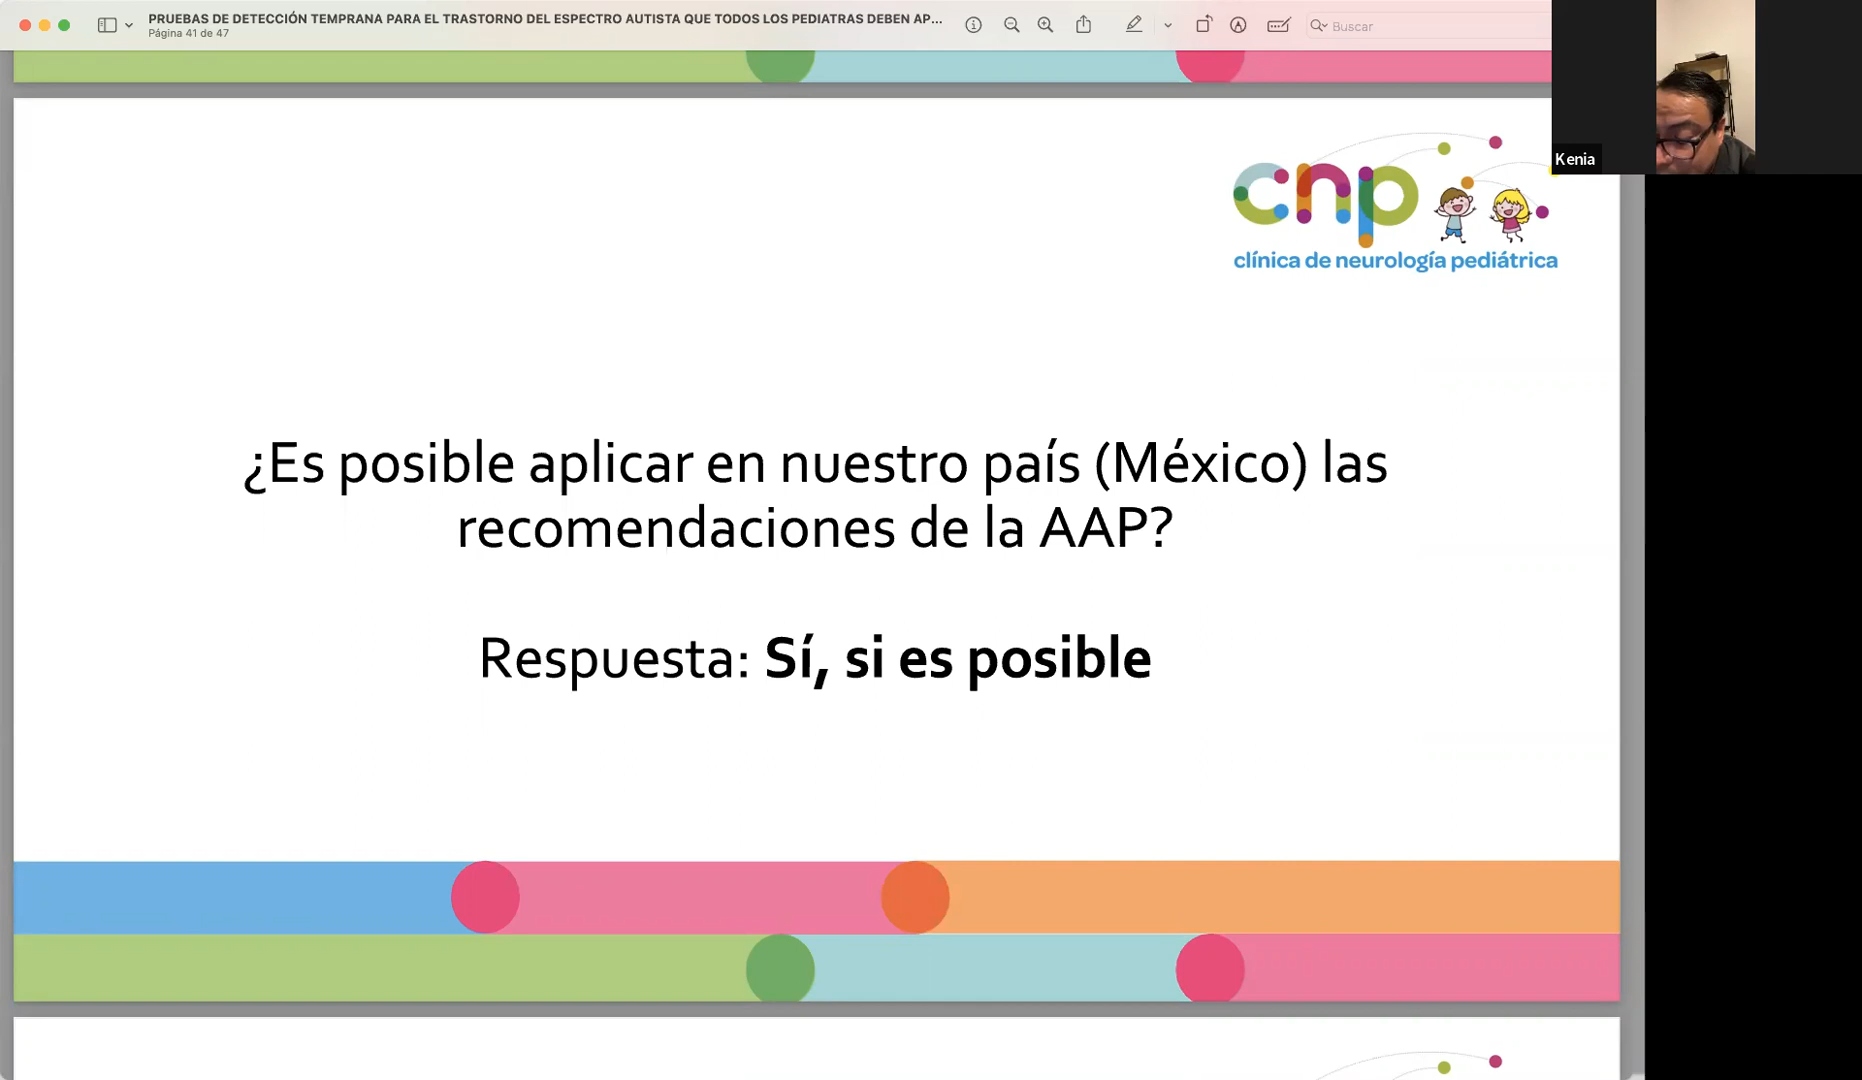 PRUEBAS DE DETECCIÓN TEMPRANA PARA EL TRASTORNO DEL ESPECTRO AUTISTA QUE TODOS LOS PEDIATRAS DEBEN AP...
Página 41 de 47
Buscar
Kenia
cnp
clínica de neurología pediátrica
¿Es posible aplicar en nuestro país (México) las
recomendaciones de la AAP?
Respuesta: Sí, si es posible